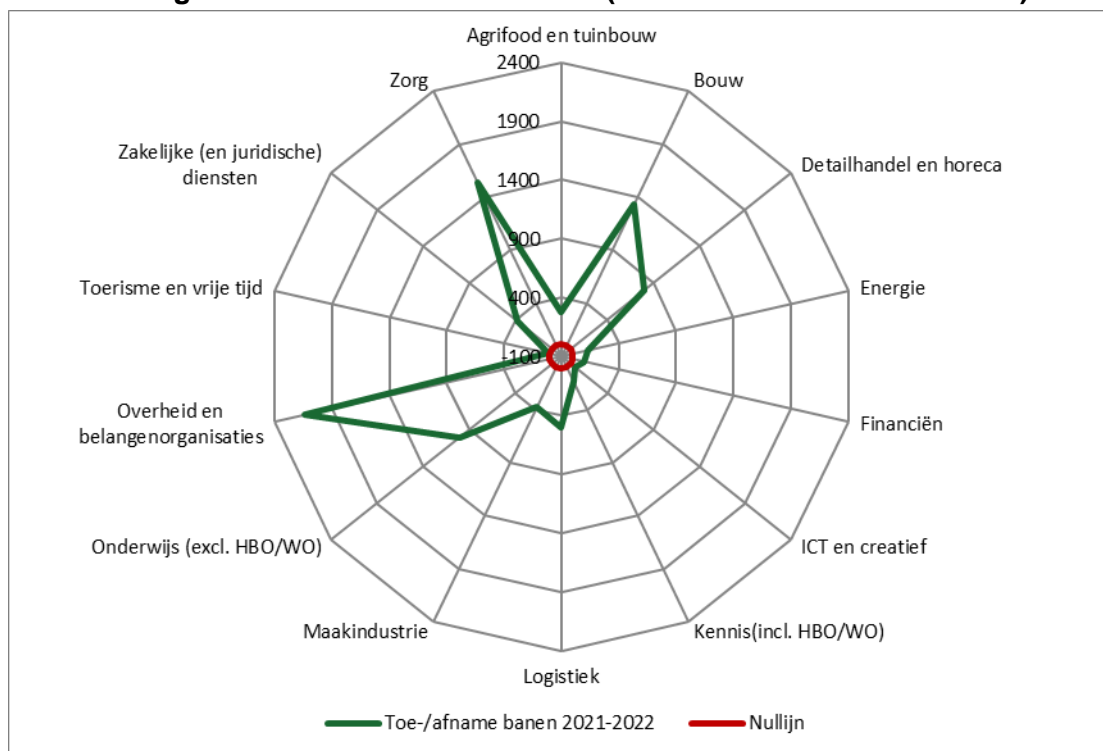 Agrifood en tuinbouw
2400
Zorg
Bouw
1900
Zakelijke (en juridische)
diensten
Detailhandel en horeca
1400
900
Toerisme en vrije tijd
400
Energie
-100
Overheid en
belangenorganisaties
Financiën
Onderwijs (excl. HBO/WO)
ICT en creatief
Maakindustrie
Kennis(incl. HBO/WO)
Logistiek
Toe-/afname banen 2021-2022
Nullijn